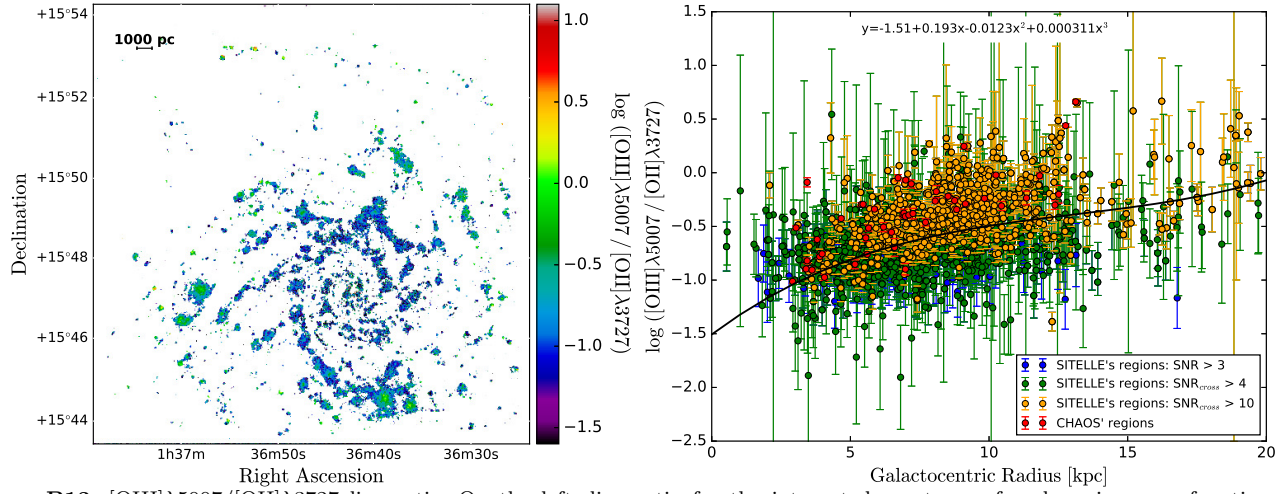 +15°54
+15°52
+15°50
+15°48
+15°46
+15°44
Declination
1000 pc
1h37m
36m50s
36m40s
36m30s
Right Ascension
1.0
0.5
0.0
−0.5
−1.0
−1.5
log ([OIII]λ5007 / [OII]λ3727)
log ([OIII]λ5007 / [OII]λ3727)
1.5
1.0
0.5
0.0
−0.5
−1.0
−1.5
−2.0
−2.5
y=-1.51+0.193x-0.0123x²+0.000311x³
SITELLE's regions: SNR > 3
SITELLE's regions: SNRcross > 4
SITELLE's regions: SNRcross > 10
CHAOS' regions
0
5
10
15
20
Galactocentric Radius [kpc]